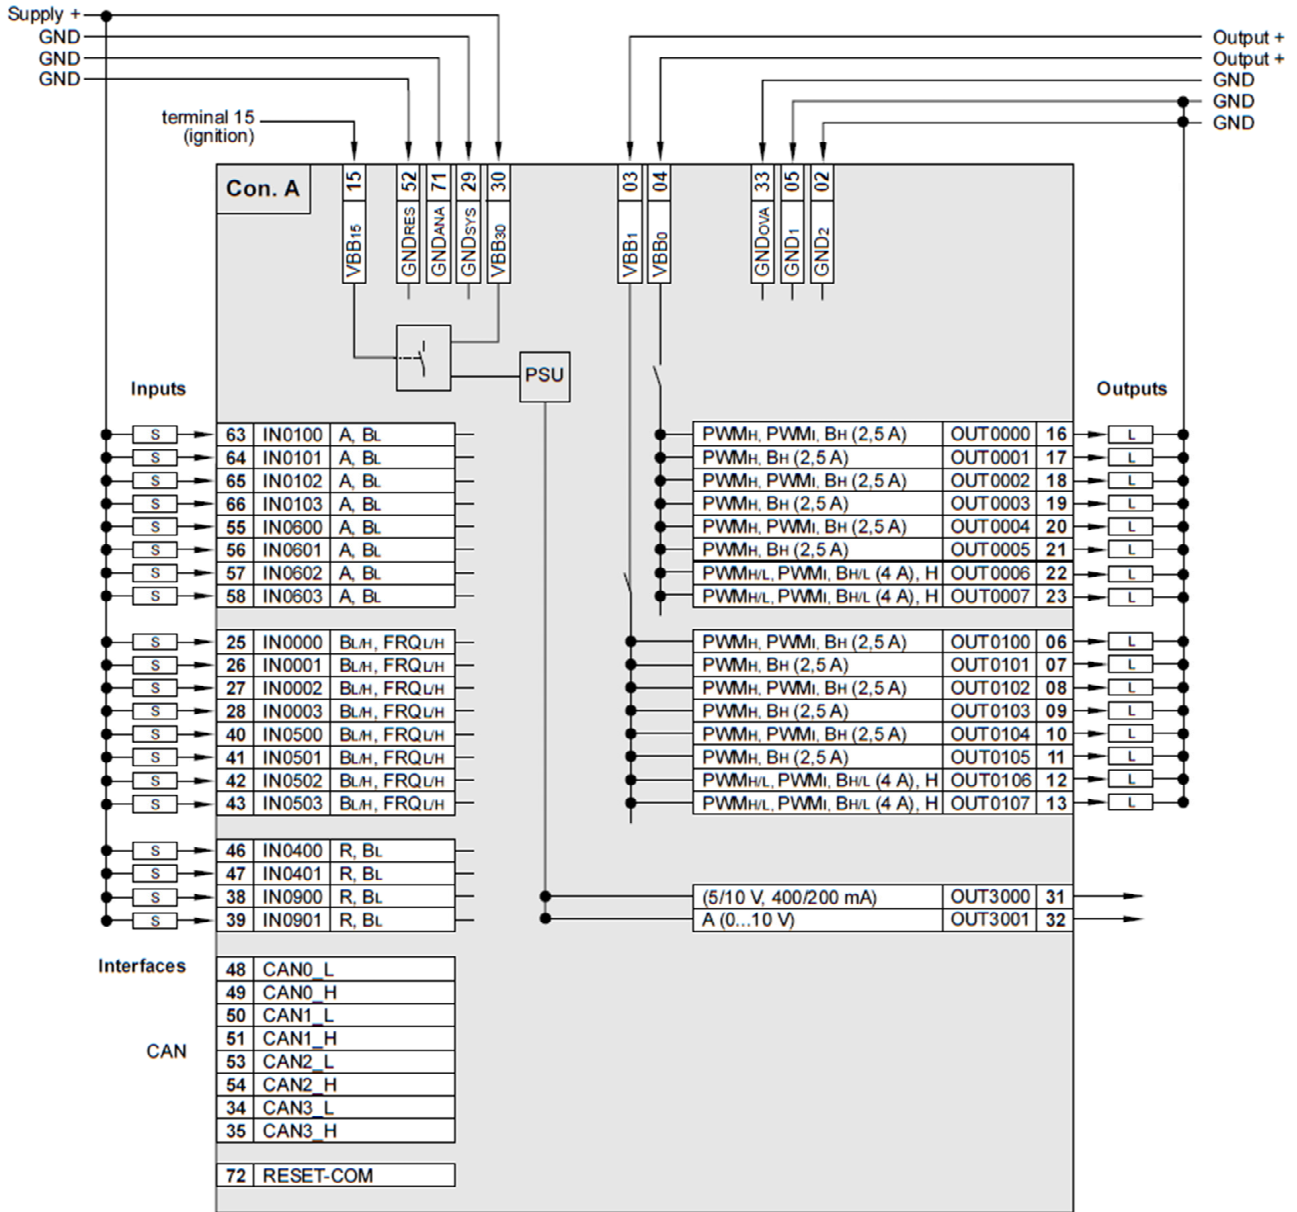 Supply +
GND
GND
GND
Output +
Output +
GND
GND
GND
terminal 15
(ignition)
Con. A
15 VBB15
52 GNDRES
71 GNDANA
29 GNDSYS
30 VBB30
03 VBB1
04 VBB0
33 GNDOVA
05 GND1
02 GND2
PSU
Inputs
S 63 IN0100 A, BL
S 64 IN0101 A, BL
S 65 IN0102 A, BL
S 66 IN0103 A, BL
S 55 IN0600 A, BL
S 56 IN0601 A, BL
S 57 IN0602 A, BL
S 58 IN0603 A, BL
S 25 IN0000 BL/H, FRQL/H
S 26 IN0001 BL/H, FRQL/H
S 27 IN0002 BL/H, FRQL/H
S 28 IN0003 BL/H, FRQL/H
S 40 IN0500 BL/H, FRQL/H
S 41 IN0501 BL/H, FRQL/H
S 42 IN0502 BL/H, FRQL/H
S 43 IN0503 BL/H, FRQL/H
S 46 IN0400 R, BL
S 47 IN0401 R, BL
S 38 IN0900 R, BL
S 39 IN0901 R, BL
Interfaces
CAN
48 CAN0_L
49 CAN0_H
50 CAN1_L
51 CAN1_H
53 CAN2_L
54 CAN2_H
34 CAN3_L
35 CAN3_H
72 RESET-COM
Outputs
PWMH, PWMI, BH (2,5 A) OUT0000 16 L
PWMH, BH (2,5 A) OUT0001 17 L
PWMH, PWMI, BH (2,5 A) OUT0002 18 L
PWMH, BH (2,5 A) OUT0003 19 L
PWMH, PWMI, BH (2,5 A) OUT0004 20 L
PWMH, BH (2,5 A) OUT0005 21 L
PWMH/L, PWMI, BH/L (4 A), H OUT0006 22 L
PWMH/L, PWMI, BH/L (4 A), H OUT0007 23 L
PWMH, PWMI, BH (2,5 A) OUT0100 06 L
PWMH, BH (2,5 A) OUT0101 07 L
PWMH, PWMI, BH (2,5 A) OUT0102 08 L
PWMH, BH (2,5 A) OUT0103 09 L
PWMH, PWMI, BH (2,5 A) OUT0104 10 L
PWMH, BH (2,5 A) OUT0105 11 L
PWMH/L, PWMI, BH/L (4 A), H OUT0106 12 L
PWMH/L, PWMI, BH/L (4 A), H OUT0107 13 L
(5/10 V, 400/200 mA) OUT3000 31
A (0...10 V) OUT3001 32